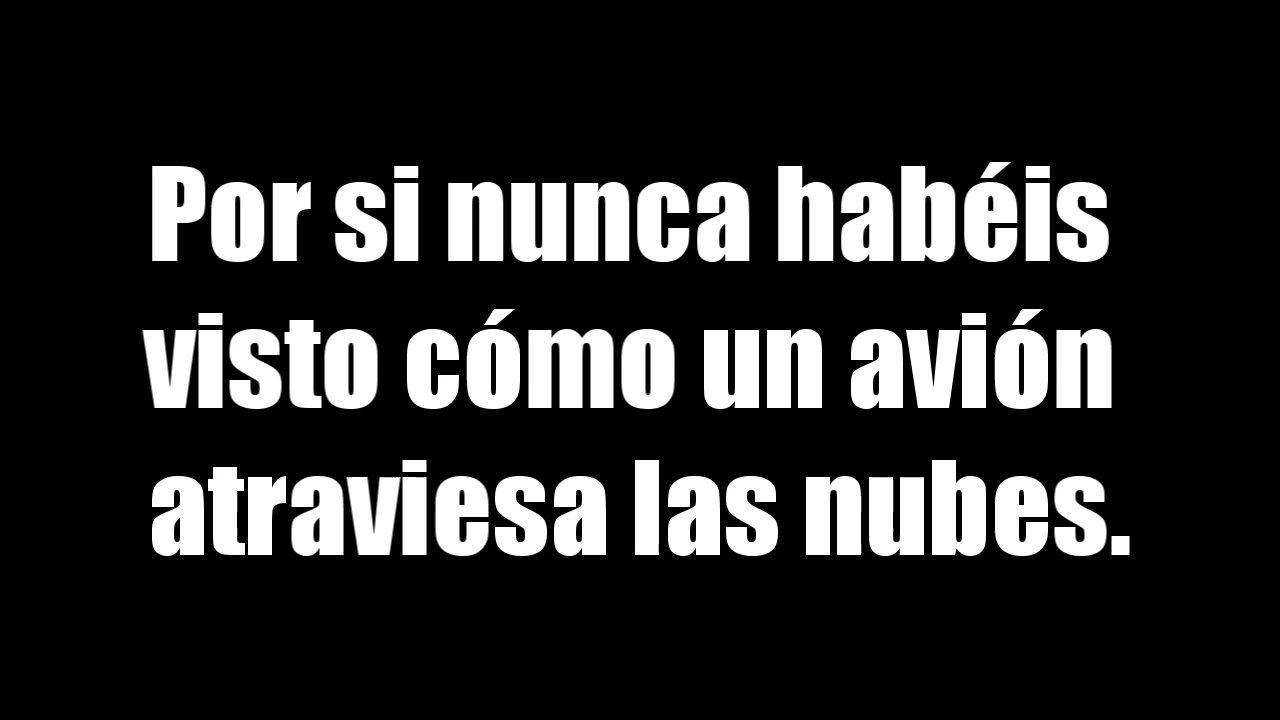 Por si nunca habéis
visto cómo un avión
atraviesa las nubes.